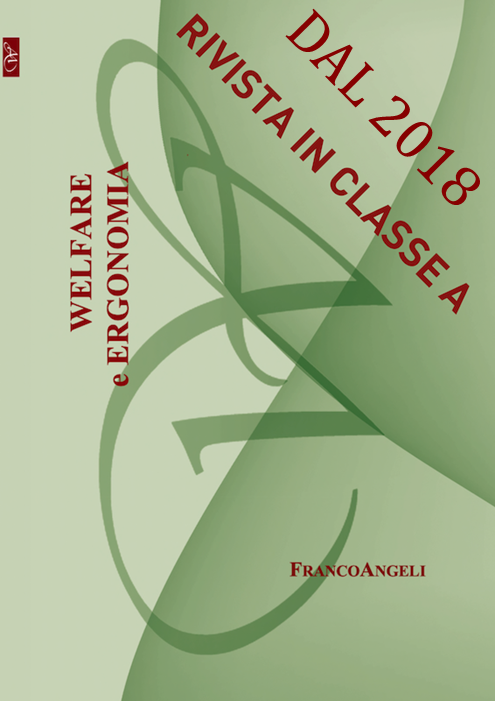 DAL 2018
RIVISTA IN CLASSE A
WELFARE
e ERGONOMIA
FRANCOANGELI